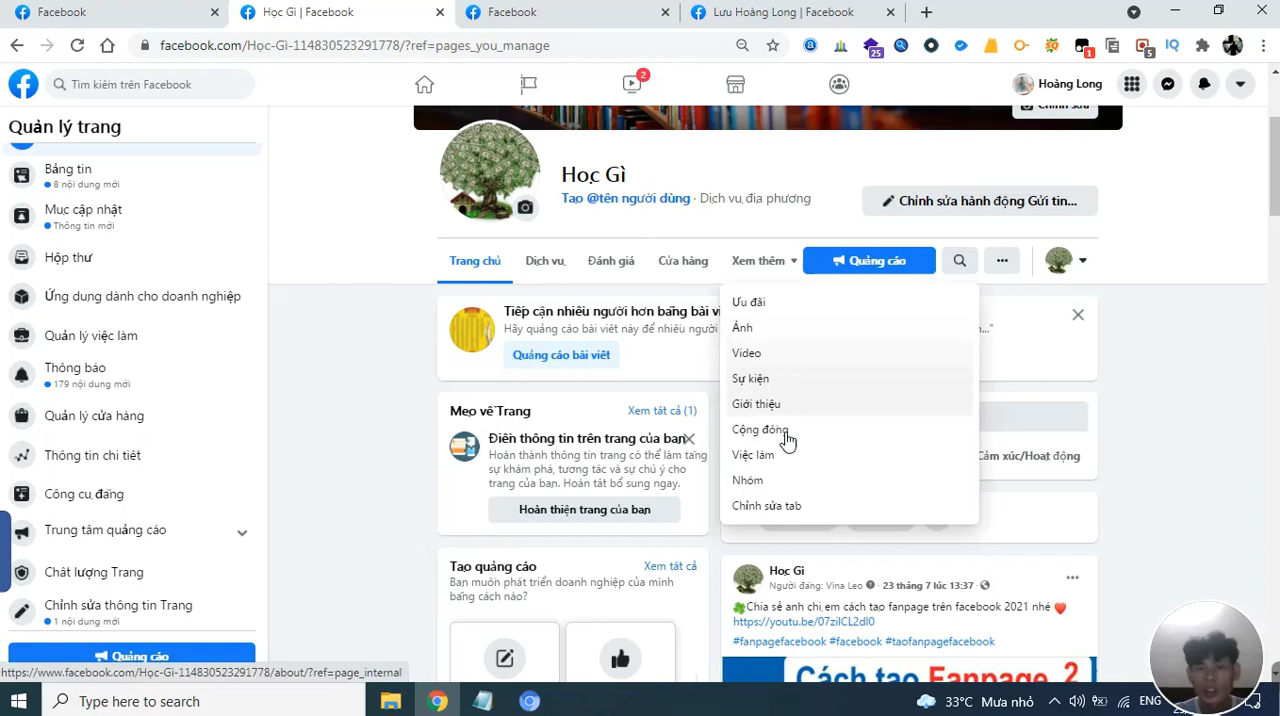 Facebook
Học Gì | Facebook
Facebook
Lưu Hoàng Long | Facebook
facebook.com/Học-Gì-114830523291778/?ref=pages_you_manage
25
1
5
Tìm kiếm trên Facebook
2
Hoàng Long
Quản lý trang
Chỉnh sửa
Bảng tin
8 nội dung mới
Mục cập nhật
Thông tin mới
Hộp thư
Ứng dụng dành cho doanh nghiệp
Quản lý việc làm
Thông báo
179 nội dung mới
Quản lý cửa hàng
Thông tin chi tiết
Công cụ đăng
Trung tâm quảng cáo
Chất lượng Trang
Chỉnh sửa thông tin Trang
1 nội dung mới
Quảng cáo
Học Gì
Tạo @tên người dùng · Dịch vụ địa phương
Chỉnh sửa hành động Gửi tin...
Trang chủ
Dịch vụ
Đánh giá
Cửa hàng
Xem thêm
Quảng cáo
Ưu đãi
Ảnh
Video
Sự kiện
Giới thiệu
Cộng đồng
Việc làm
Nhóm
Chỉnh sửa tab
Tiếp cận nhiều người hơn bằng bài vi
Hãy quảng cáo bài viết này để nhiều người
n..."
Quảng cáo bài viết
Mẹo về Trang
Xem tất cả (1)
Điền thông tin trên trang của bạn
Hoàn thành thông tin trang có thể làm tăng
sự khám phá, tương tác và sự chú ý cho
trang của bạn. Hoàn tất bổ sung ngay.
Hoàn thiện trang của bạn
Cảm xúc/Hoạt động
Tạo quảng cáo
Xem tất cả
Bạn muốn phát triển doanh nghiệp của mình
bằng cách nào?
Học Gì
Người đăng: Vina Leo · 23 tháng 7 lúc 13:37 ·
Chia sẻ anh chị em cách tạo fanpage trên facebook 2021 nhé
https://youtu.be/07ziICL2dI0
#fanpagefacebook #facebook #taofanpagefacebook
Cách tạo Fanpage 2
https://www.facebook.com/Học-Gì-114830523291778/about/?ref=page_internal
Type here to search
33°C Mưa nhỏ
ENG